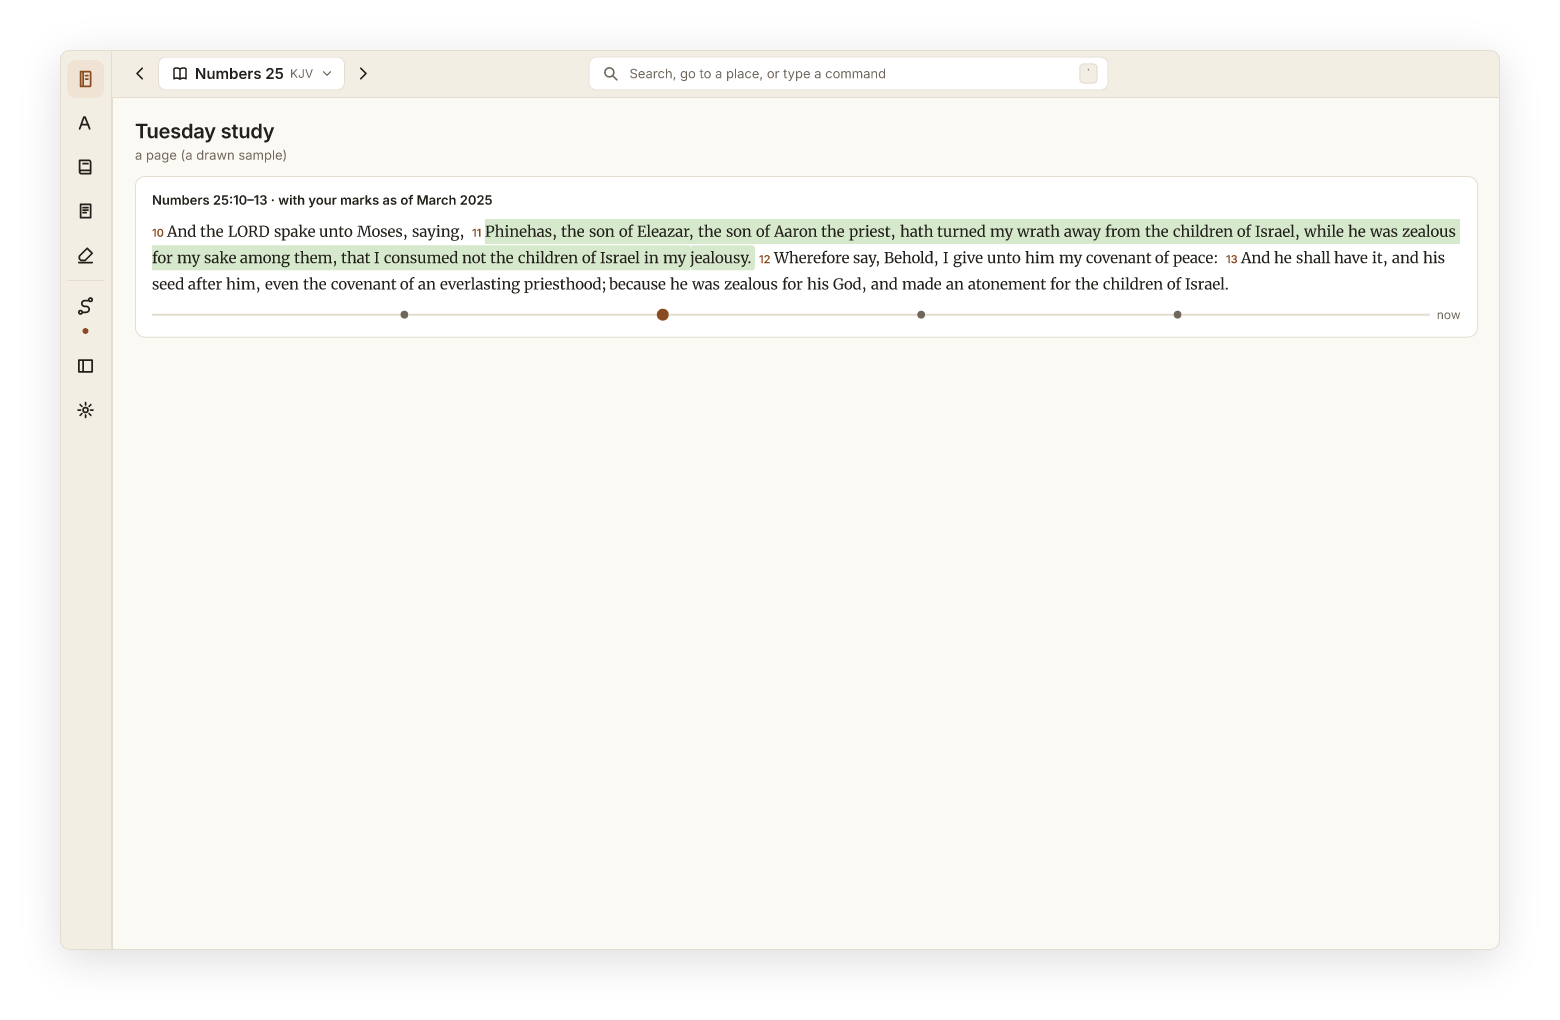 Numbers 25 KJV
Search, go to a place, or type a command
Tuesday study
a page (a drawn sample)
Numbers 25:10–13 · with your marks as of March 2025
10 And the LORD spake unto Moses, saying, 11 Phinehas, the son of Eleazar, the son of Aaron the priest, hath turned my wrath away from the children of Israel, while he was zealous
for my sake among them, that I consumed not the children of Israel in my jealousy. 12 Wherefore say, Behold, I give unto him my covenant of peace: 13 And he shall have it, and his
seed after him, even the covenant of an everlasting priesthood; because he was zealous for his God, and made an atonement for the children of Israel.
now